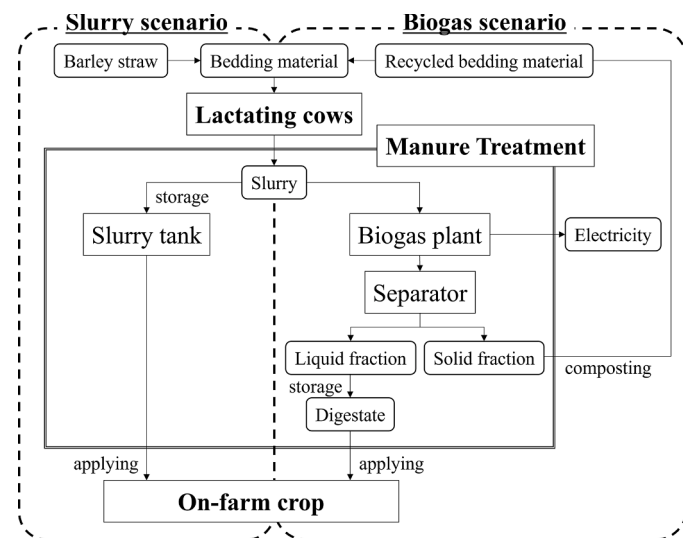 Slurry scenario
Biogas scenario
Barley straw
Bedding material
Recycled bedding material
Lactating cows
Manure Treatment
Slurry
storage
Slurry tank
Biogas plant
Electricity
Separator
Liquid fraction
Solid fraction
composting
storage
Digestate
applying
applying
On-farm crop